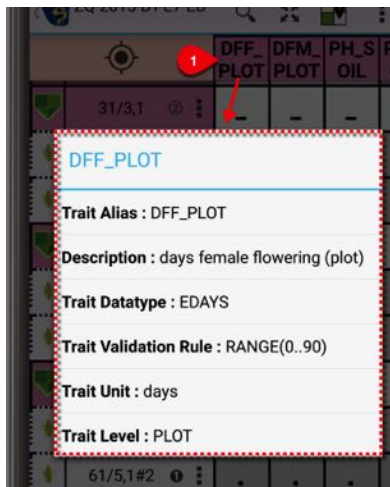 1
DFF_ DFM_ PH_S
PLOT PLOT OIL
31/3,1 ②
DFF_PLOT
Trait Alias : DFF_PLOT
Description : days female flowering (plot)
Trait Datatype : EDAYS
Trait Validation Rule : RANGE(0..90)
Trait Unit : days
Trait Level : PLOT
61/5,1#2 ❶